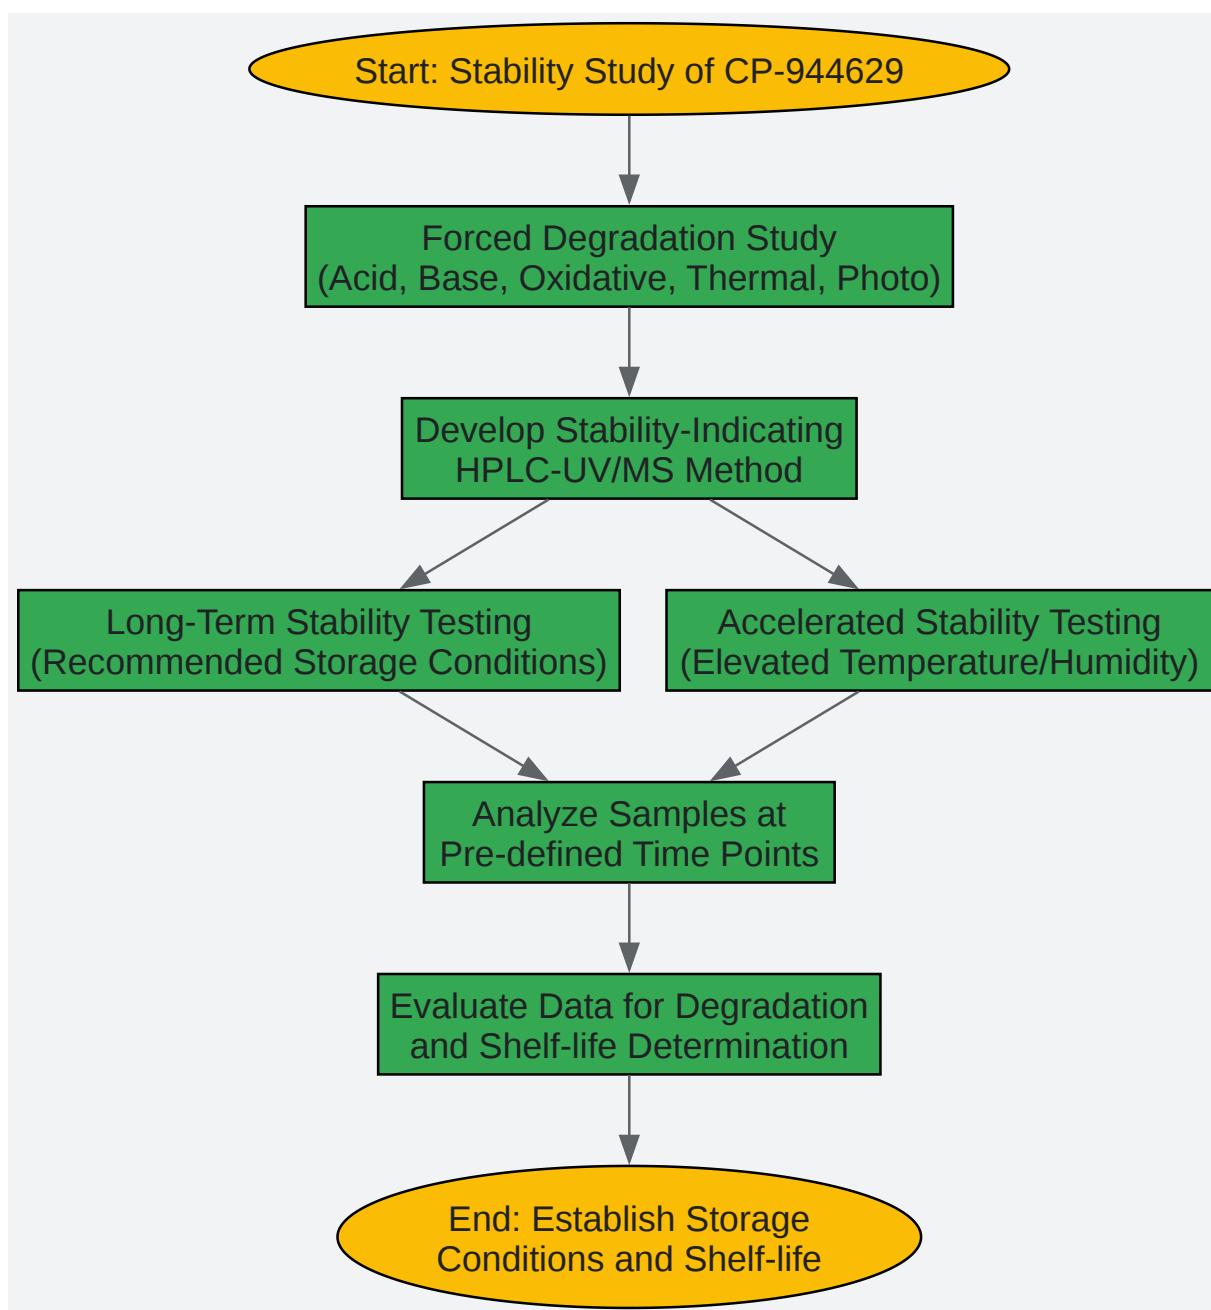 Start: Stability Study of CP-944629
Forced Degradation Study
(Acid, Base, Oxidative, Thermal, Photo)
Develop Stability-Indicating
HPLC-UV/MS Method
Long-Term Stability Testing
(Recommended Storage Conditions)
Accelerated Stability Testing
(Elevated Temperature/Humidity)
Analyze Samples at
Pre-defined Time Points
Evaluate Data for Degradation
and Shelf-life Determination
End: Establish Storage
Conditions and Shelf-life